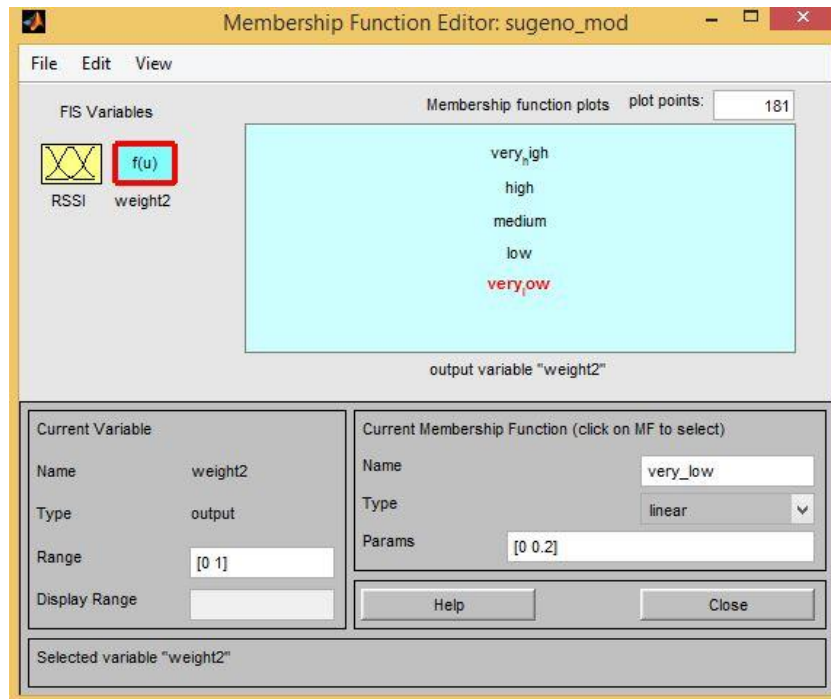 Membership Function Editor: sugeno_mod
File Edit View
FIS Variables
Membership function plots plot points: 181
f(u)
RSSI weight2
very_high
high
medium
low
very_low
output variable "weight2"
Current Variable
Name weight2
Type output
Range [0 1]
Display Range
Current Membership Function (click on MF to select)
Name very_low
Type linear
Params [0 0.2]
Help Close
Selected variable "weight2"